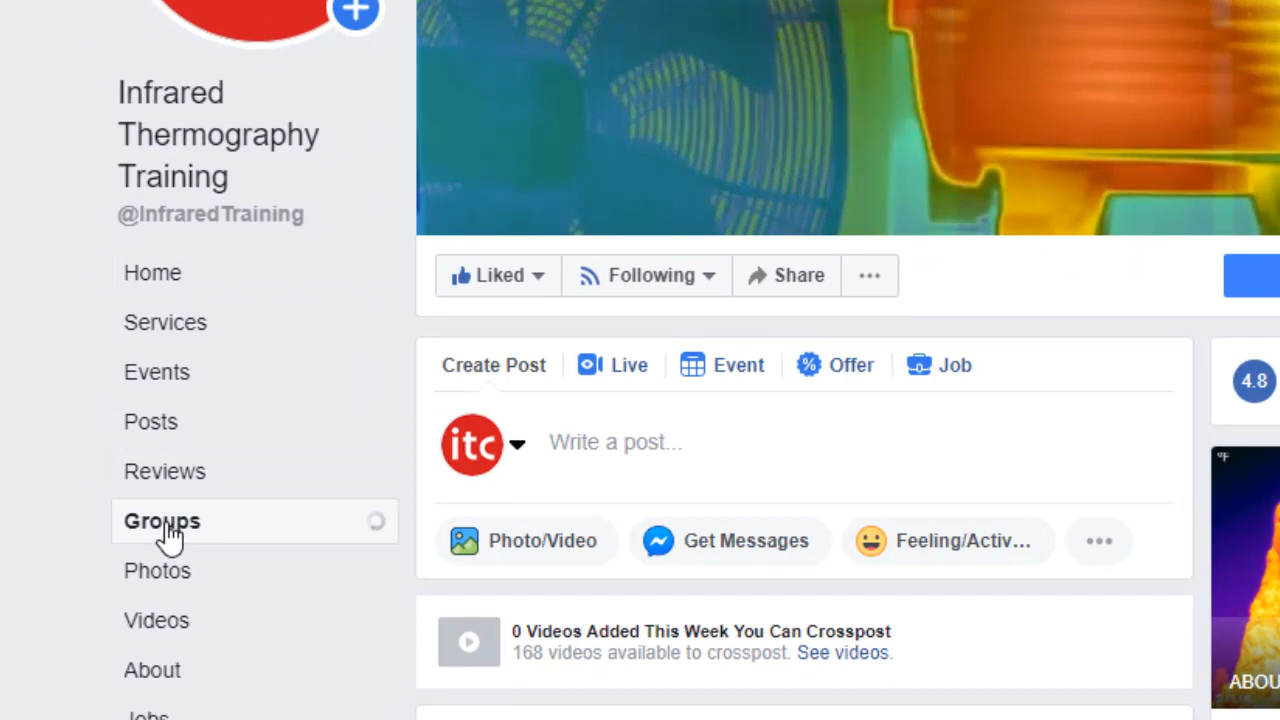 Infrared
Thermography
Training
@InfraredTraining
Home
Services
Events
Posts
Reviews
Groups
Photos
Videos
About
Jobs
Liked
Following
Share
Create Post
Live
Event
Offer
Job
itc
Write a post...
Photo/Video
Get Messages
Feeling/Activ...
0 Videos Added This Week You Can Crosspost
168 videos available to crosspost. See videos.
4.8
°F
ABOU